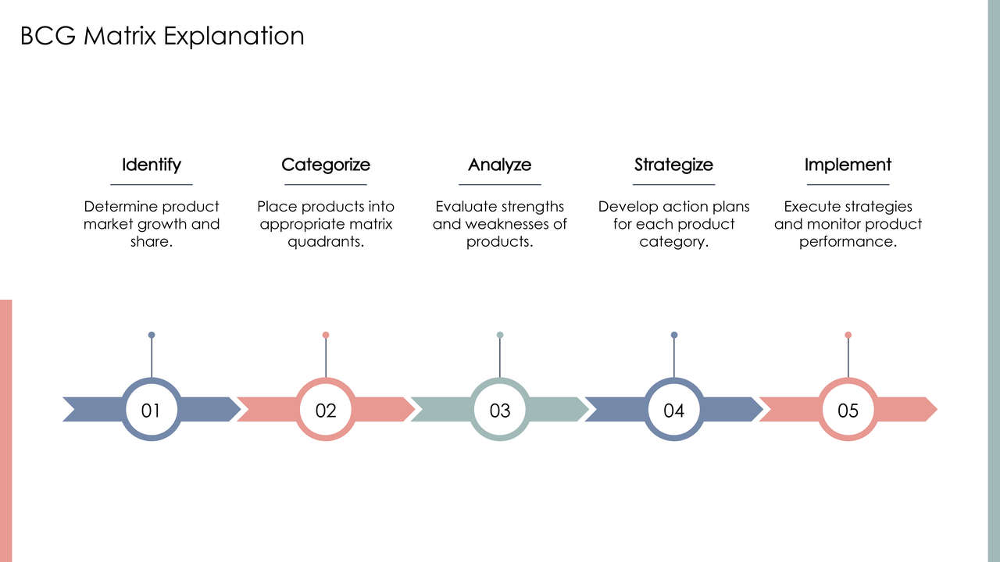 BCG Matrix Explanation
Identify
Determine product
market growth and
share.
Categorize
Place products into
appropriate matrix
quadrants.
Analyze
Evaluate strengths
and weaknesses of
products.
Strategize
Develop action plans
for each product
category.
Implement
Execute strategies
and monitor product
performance.
01
02
03
04
05